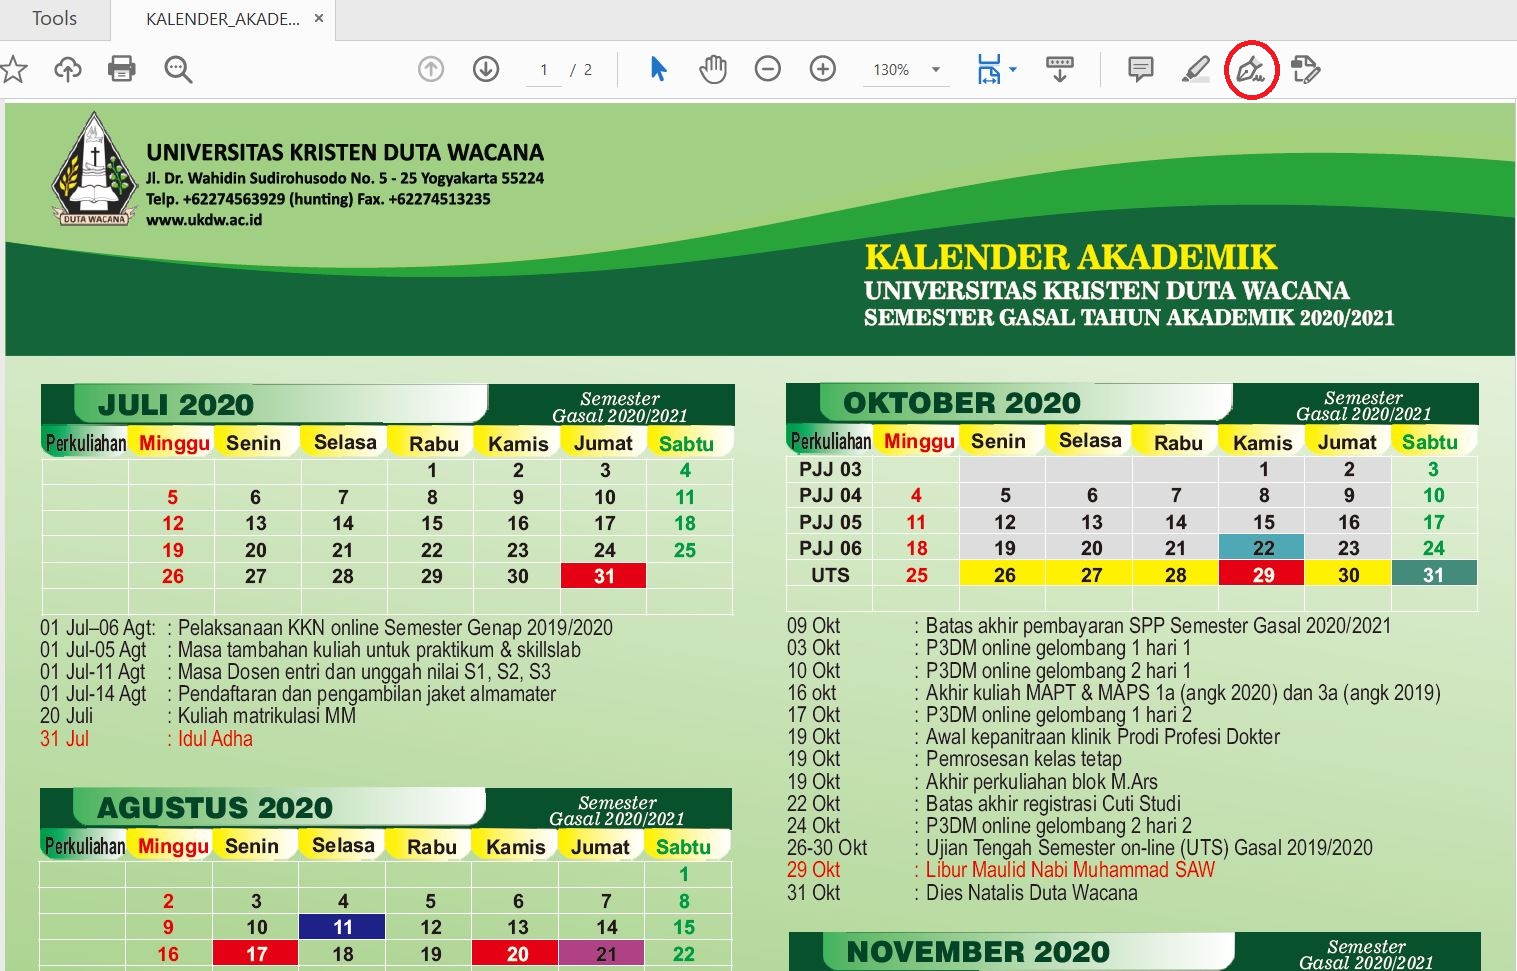 Tools
KALENDER_AKADE... ×
1 / 2
130%
DUTA WACANA
UNIVERSITAS KRISTEN DUTA WACANA
Jl. Dr. Wahidin Sudirohusodo No. 5 - 25 Yogyakarta 55224
Telp. +62274563929 (hunting) Fax. +62274513235
www.ukdw.ac.id
KALENDER AKADEMIK
UNIVERSITAS KRISTEN DUTA WACANA
SEMESTER GASAL TAHUN AKADEMIK 2020/2021
JULI 2020
Semester
Gasal 2020/2021
Perkuliahan Minggu Senin Selasa Rabu Kamis Jumat Sabtu
1 2 3 4
5 6 7 8 9 10 11
12 13 14 15 16 17 18
19 20 21 22 23 24 25
26 27 28 29 30 31
01 Jul–06 Agt: : Pelaksanaan KKN online Semester Genap 2019/2020
01 Jul-05 Agt : Masa tambahan kuliah untuk praktikum & skillslab
01 Jul-11 Agt : Masa Dosen entri dan unggah nilai S1, S2, S3
01 Jul-14 Agt : Pendaftaran dan pengambilan jaket almamater
20 Juli : Kuliah matrikulasi MM
31 Jul : Idul Adha
AGUSTUS 2020
Semester
Gasal 2020/2021
Perkuliahan Minggu Senin Selasa Rabu Kamis Jumat Sabtu
1
2 3 4 5 6 7 8
9 10 11 12 13 14 15
16 17 18 19 20 21 22
OKTOBER 2020
Semester
Gasal 2020/2021
Perkuliahan Minggu Senin Selasa Rabu Kamis Jumat Sabtu
PJJ 03 1 2 3
PJJ 04 4 5 6 7 8 9 10
PJJ 05 11 12 13 14 15 16 17
PJJ 06 18 19 20 21 22 23 24
UTS 25 26 27 28 29 30 31
09 Okt : Batas akhir pembayaran SPP Semester Gasal 2020/2021
03 Okt : P3DM online gelombang 1 hari 1
10 Okt : P3DM online gelombang 2 hari 1
16 okt : Akhir kuliah MAPT & MAPS 1a (angk 2020) dan 3a (angk 2019)
17 Okt : P3DM online gelombang 1 hari 2
19 Okt : Awal kepanitraan klinik Prodi Profesi Dokter
19 Okt : Pemrosesan kelas tetap
19 Okt : Akhir perkuliahan blok M.Ars
22 Okt : Batas akhir registrasi Cuti Studi
24 Okt : P3DM online gelombang 2 hari 2
26-30 Okt : Ujian Tengah Semester on-line (UTS) Gasal 2019/2020
29 Okt : Libur Maulid Nabi Muhammad SAW
31 Okt : Dies Natalis Duta Wacana
NOVEMBER 2020
Semester
Gasal 2020/2021